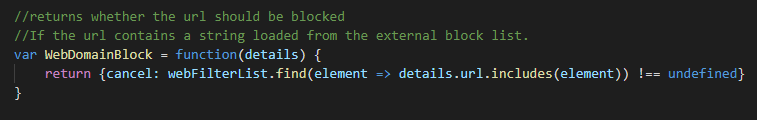 //returns whether the url should be blocked
//If the url contains a string loaded from the external block list.
var WebDomainBlock = function(details) {
    return {cancel: webFilterList.find(element => details.url.includes(element)) !== undefined}
}